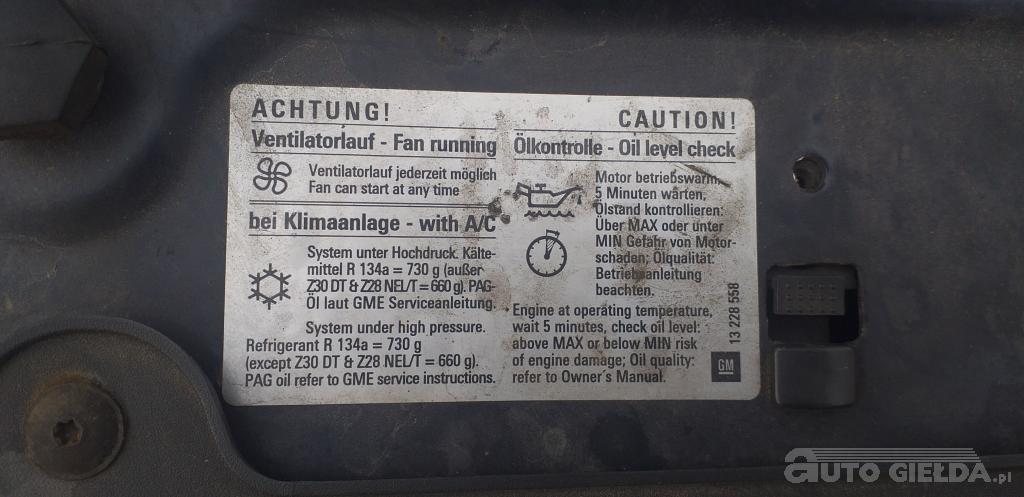 ACHTUNG!
Ventilatorlauf - Fan running
Ventilatorlauf jederzeit möglich
Fan can start at any time
bei Klimaanlage - with A/C
System unter Hochdruck. Kälte-
mittel R 134a = 730 g (außer
Z30 DT & Z28 NEL/T = 660 g). PAG-
Öl laut GME Serviceanleitung.
System under high pressure.
Refrigerant R 134a = 730 g
(except Z30 DT & Z28 NEL/T = 660 g).
PAG oil refer to GME service instructions.
CAUTION!
Ölkontrolle - Oil level check
Motor betriebswarm,
5 Minuten warten,
Ölstand kontrollieren:
Über MAX oder unter
MIN Gefahr von Motor-
schaden; Ölqualität:
Betriebsanleitung
beachten.
Engine at operating temperature,
wait 5 minutes, check oil level:
above MAX or below MIN risk
of engine damage; Oil quality:
refer to Owner's Manual.
13 228 558
GM
AUTO GIEŁDA.pl